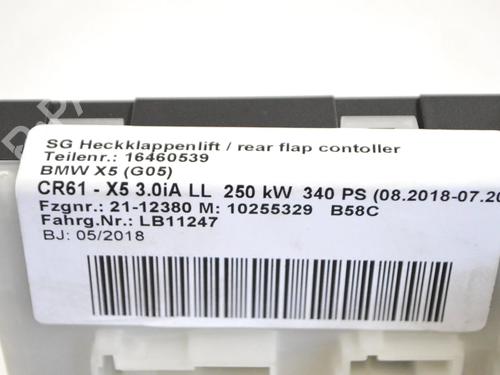 SG Heckklappenlift / rear flap contoller
Teilenr.: 16460539
BMW X5 (G05)
CR61 - X5 3.0iA LL 250 kW 340 PS (08.2018-07.20
Fzgnr.: 21-12380 M: 10255329 B58C
Fahrg.Nr.: LB11247
BJ: 05/2018